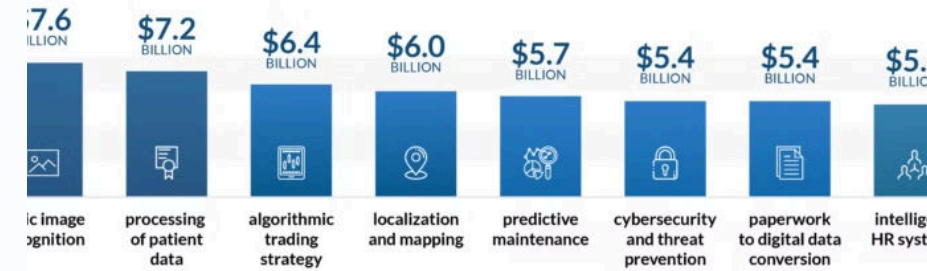 $7.2
BILLION
$6.4
BILLION
$6.0
BILLION
$5.7
BILLION
$5.4
BILLION
$5.4
BILLION
image
processing
of patient
data
algorithmic
trading
strategy
localization
and mapping
predictive
maintenance
cybersecurity
and threat
prevention
paperwork
to digital data
conversion
HR